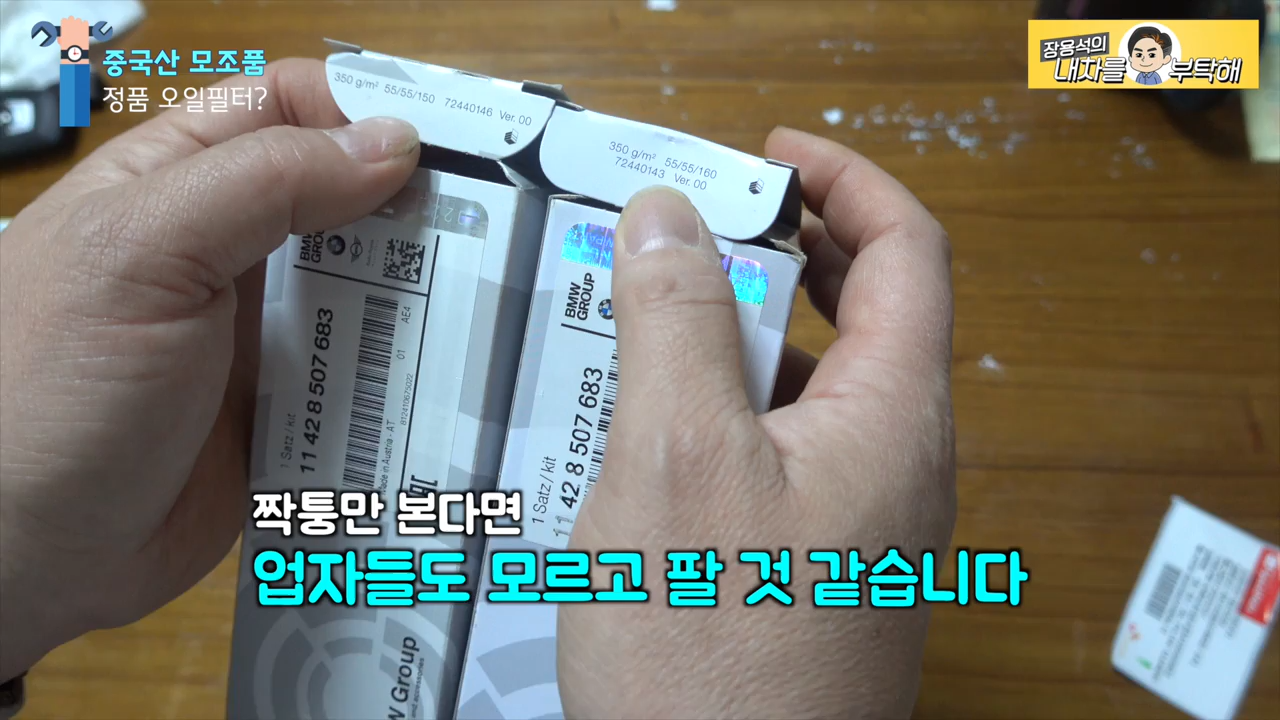 중국산 모조품
정품 오일필터?
장용석의
내차를 부탁해
350 g/m² 55/55/150 72440146 Ver. 00
350 g/m² 55/55/160
72440143 Ver. 00
BMW
GROUP
AE4
01
812410675022
Made in Austria - AT
11 42 8 507 683
1 Satz / kit
BMW
GROUP
11 42 8 507 683
1 Satz / kit
W Group
짝퉁만 본다면
업자들도 모르고 팔 것 같습니다